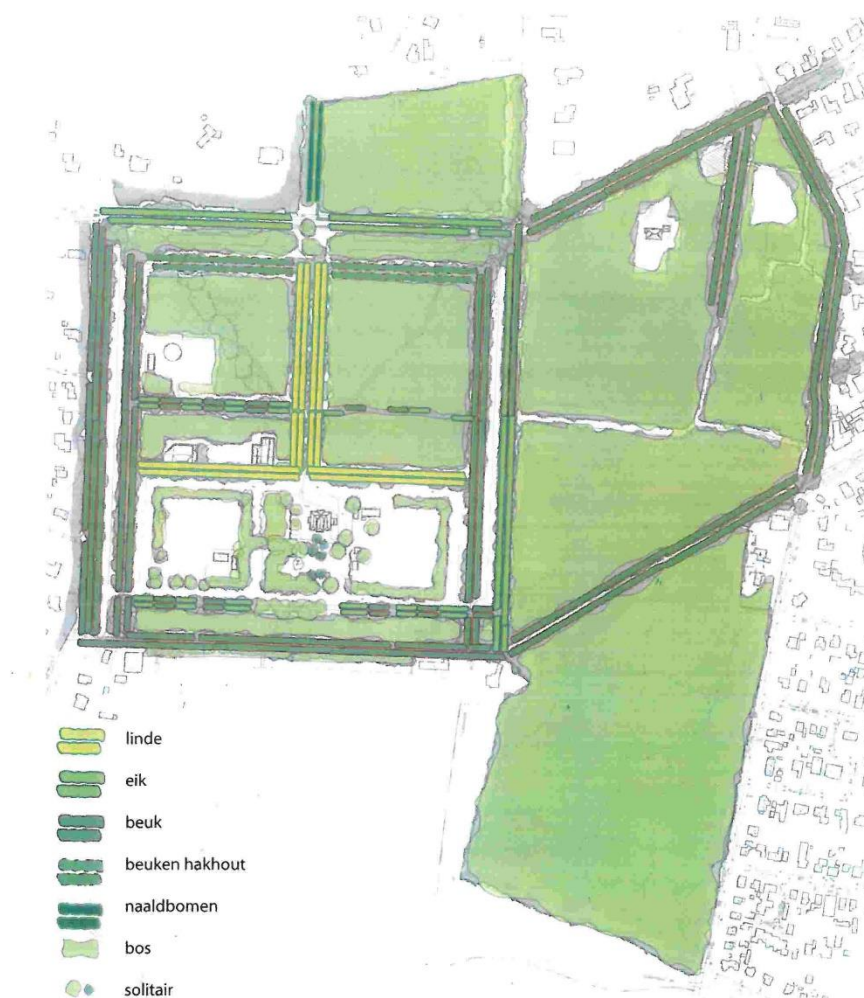 linde
eik
beuk
beuken hakhout
naaldbomen
bos
solitair